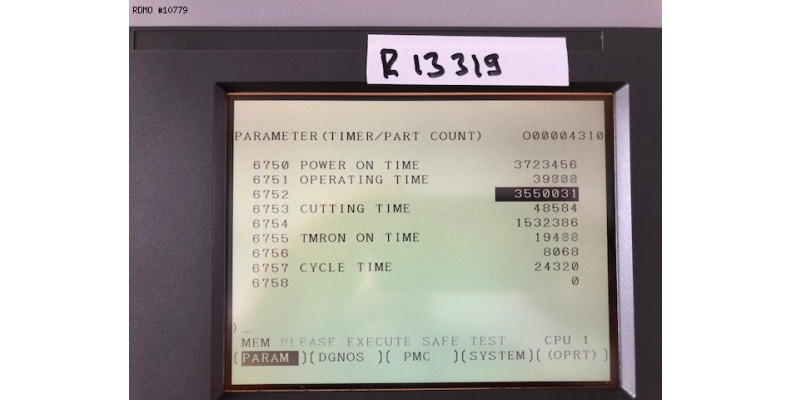 RDMO #10779
R 13319
PARAMETER(TIMER/PART COUNT) O00004310
6750 POWER ON TIME 3723456
6751 OPERATING TIME
6752 3550031
6753 CUTTING TIME 48584
6754 1532386
6755 TMRON ON TIME
6756 8068
6757 CYCLE TIME 24320
6758 0
)_
MEM PLEASE EXECUTE SAFE TEST CPU 1
(PARAM )(DGNOS )( PMC )(SYSTEM)( (OPRT) )